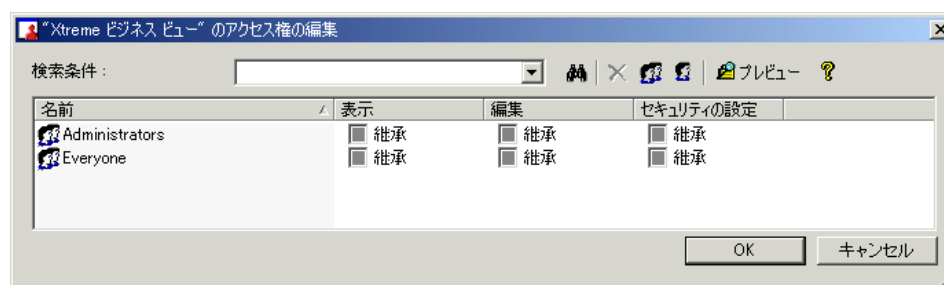 “Xtreme ビジネス ビュー” のアクセス権の編集
検索条件： プレビュー
名前 表示 編集 セキュリティの設定
Administrators 継承 継承 継承
Everyone 継承 継承 継承
OK キャンセル